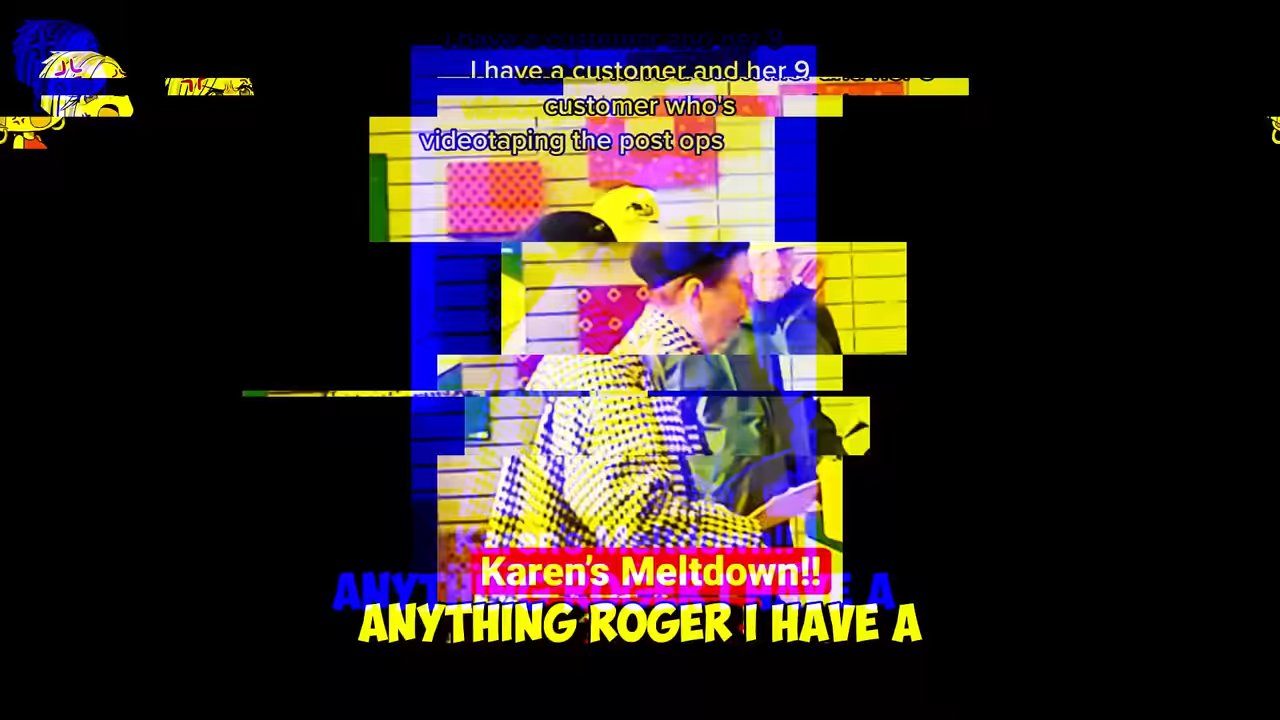 I have a customer and her 9
customer who's
videotaping the post ops
Karen's Meltdown!!
ANYTHING ROGER I HAVE A